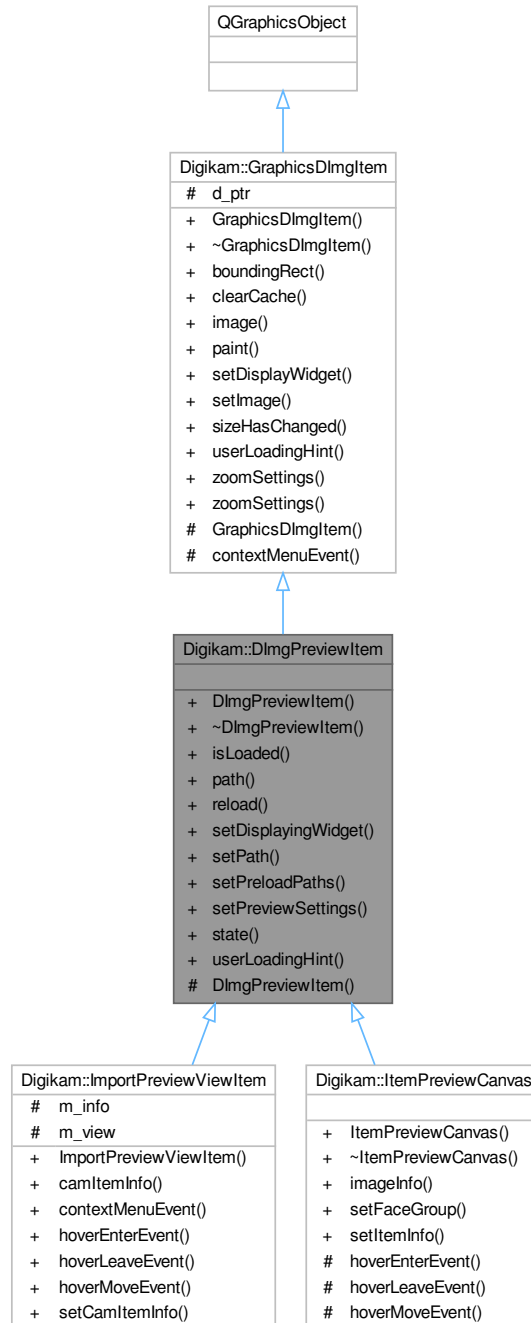 QGraphicsObject
Digikam::GraphicsDImgItem
# d_ptr
+ GraphicsDImgItem()
+ ~GraphicsDImgItem()
+ boundingRect()
+ clearCache()
+ image()
+ paint()
+ setDisplayWidget()
+ setImage()
+ sizeHasChanged()
+ userLoadingHint()
+ zoomSettings()
+ zoomSettings()
# GraphicsDImgItem()
# contextMenuEvent()
Digikam::DImgPreviewItem
+ DImgPreviewItem()
+ ~DImgPreviewItem()
+ isLoaded()
+ path()
+ reload()
+ setDisplayingWidget()
+ setPath()
+ setPreloadPaths()
+ setPreviewSettings()
+ state()
+ userLoadingHint()
# DImgPreviewItem()
Digikam::ImportPreviewViewItem
# m_info
# m_view
+ ImportPreviewViewItem()
+ camItemInfo()
+ contextMenuEvent()
+ hoverEnterEvent()
+ hoverLeaveEvent()
+ hoverMoveEvent()
+ setCamItemInfo()
Digikam::ItemPreviewCanvas
+ ItemPreviewCanvas()
+ ~ItemPreviewCanvas()
+ imageInfo()
+ setFaceGroup()
+ setItemInfo()
# hoverEnterEvent()
# hoverLeaveEvent()
# hoverMoveEvent()